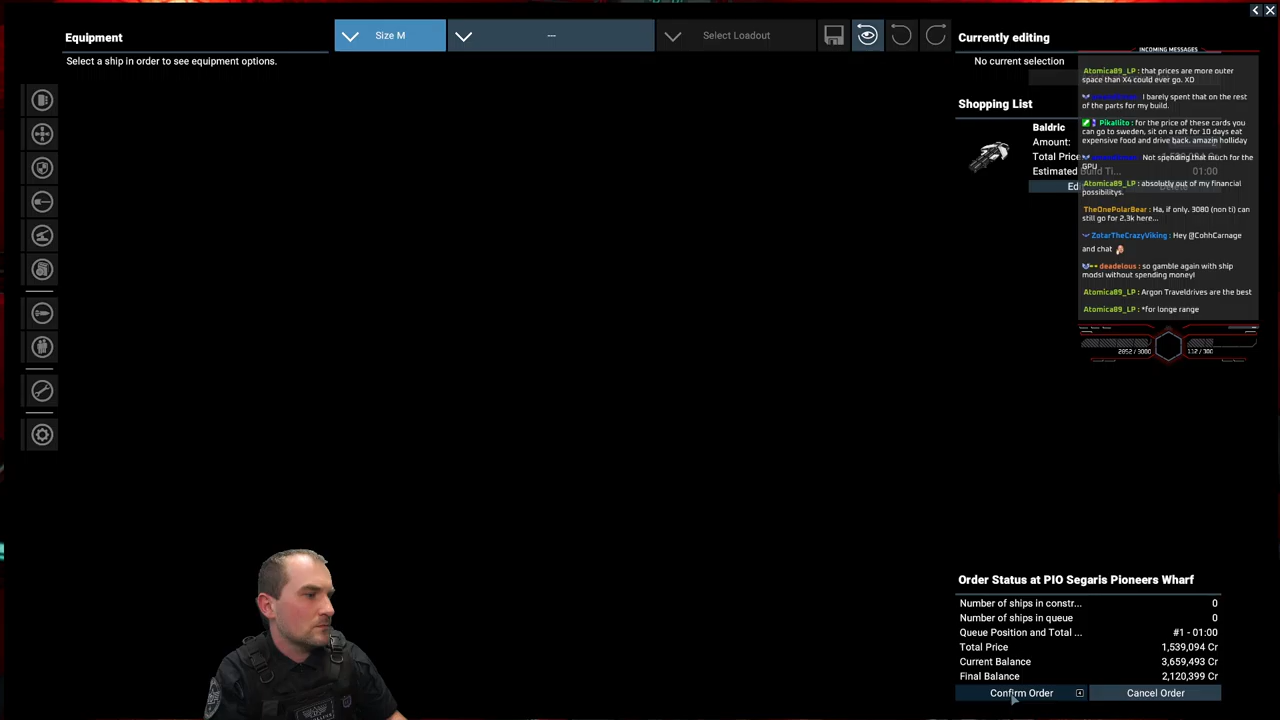 Equipment
Select a ship in order to see equipment options.
Size M
---
Select Loadout
Currently editing
No current selection
Shopping List
Baldric
Amount:
Total Price
Estimated Build Ti...
01:00
INCOMING MESSAGES
Atomica89_LP : that prices are more outer
space than X4 could ever go. XD
I barely spent that on the rest
of the parts for my build.
Pikallito : for the price of these cards you
can go to sweden, sit on a raft for 10 days eat
expensive food and drive back. amazin holliday
Not spending that much for the
GPU
Atomica89_LP : absolutely out of my financial
possibilitys.
TheOnePolarBear : Ha, if only. 3080 (non ti) can
still go for 2.3k here...
ZotarTheCrazyViking : Hey @CohhCarnage
and chat
deadelous : so gamble again with ship
mods! without spending money!
Atomica89_LP : Argon Traveldrives are the best
Atomica89_LP : *for longe range
2052 / 3000
Order Status at PIO Segaris Pioneers Wharf
Number of ships in constr...
0
Number of ships in queue
0
Queue Position and Total ...
#1 - 01:00
Total Price
1,539,094 Cr
Current Balance
3,659,493 Cr
Final Balance
2,120,399 Cr
Confirm Order
Cancel Order